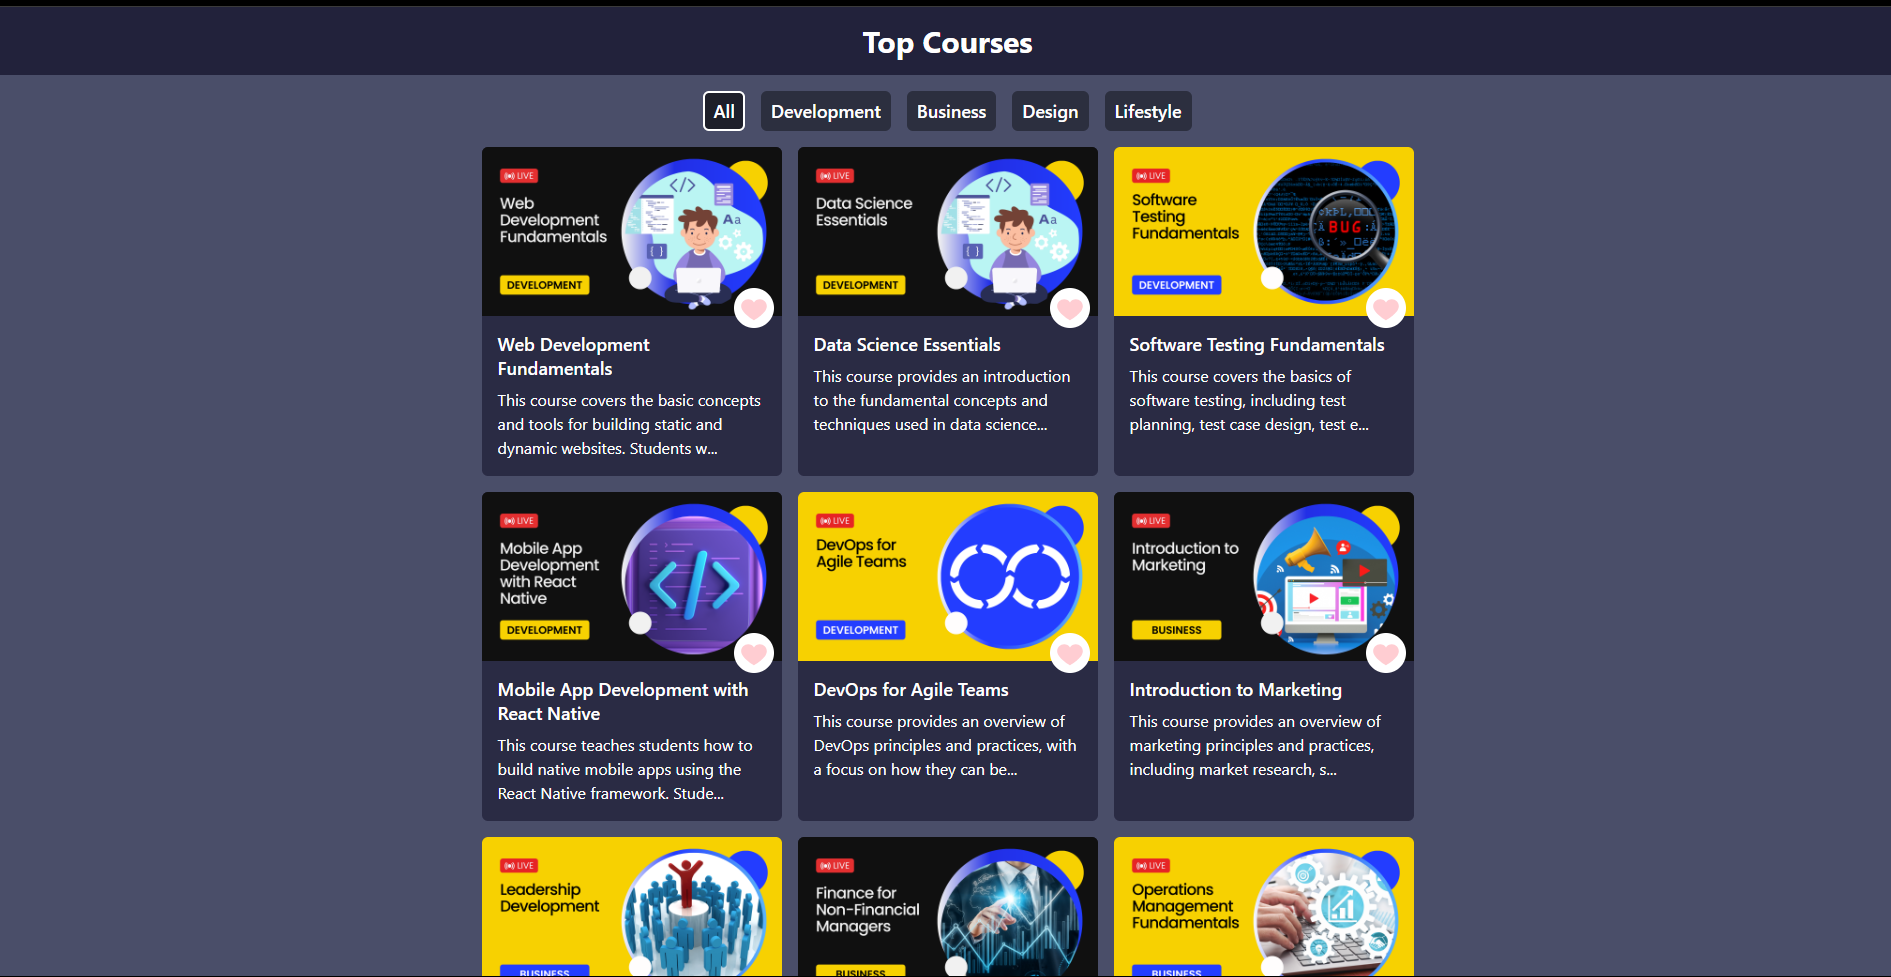 Top Courses
All
Development
Business
Design
Lifestyle
LIVE
Web
Development
Fundamentals
DEVELOPMENT
Aa
Web Development
Fundamentals
This course covers the basic concepts
and tools for building static and
dynamic websites. Students w...
LIVE
Data Science
Essentials
DEVELOPMENT
Aa
Data Science Essentials
This course provides an introduction
to the fundamental concepts and
techniques used in data science...
LIVE
Software
Testing
Fundamentals
DEVELOPMENT
BUG
Software Testing Fundamentals
This course covers the basics of
software testing, including test
planning, test case design, test e...
LIVE
Mobile App
Development
with React
Native
DEVELOPMENT
Mobile App Development with
React Native
This course teaches students how to
build native mobile apps using the
React Native framework. Stude...
LIVE
DevOps for
Agile Teams
DEVELOPMENT
DevOps for Agile Teams
This course provides an overview of
DevOps principles and practices, with
a focus on how they can be...
LIVE
Introduction to
Marketing
BUSINESS
Introduction to Marketing
This course provides an overview of
marketing principles and practices,
including market research, s...
LIVE
Leadership
Development
BUSINESS
LIVE
Finance for
Non-Financial
Managers
BUSINESS
LIVE
Operations
Management
Fundamentals
BUSINESS